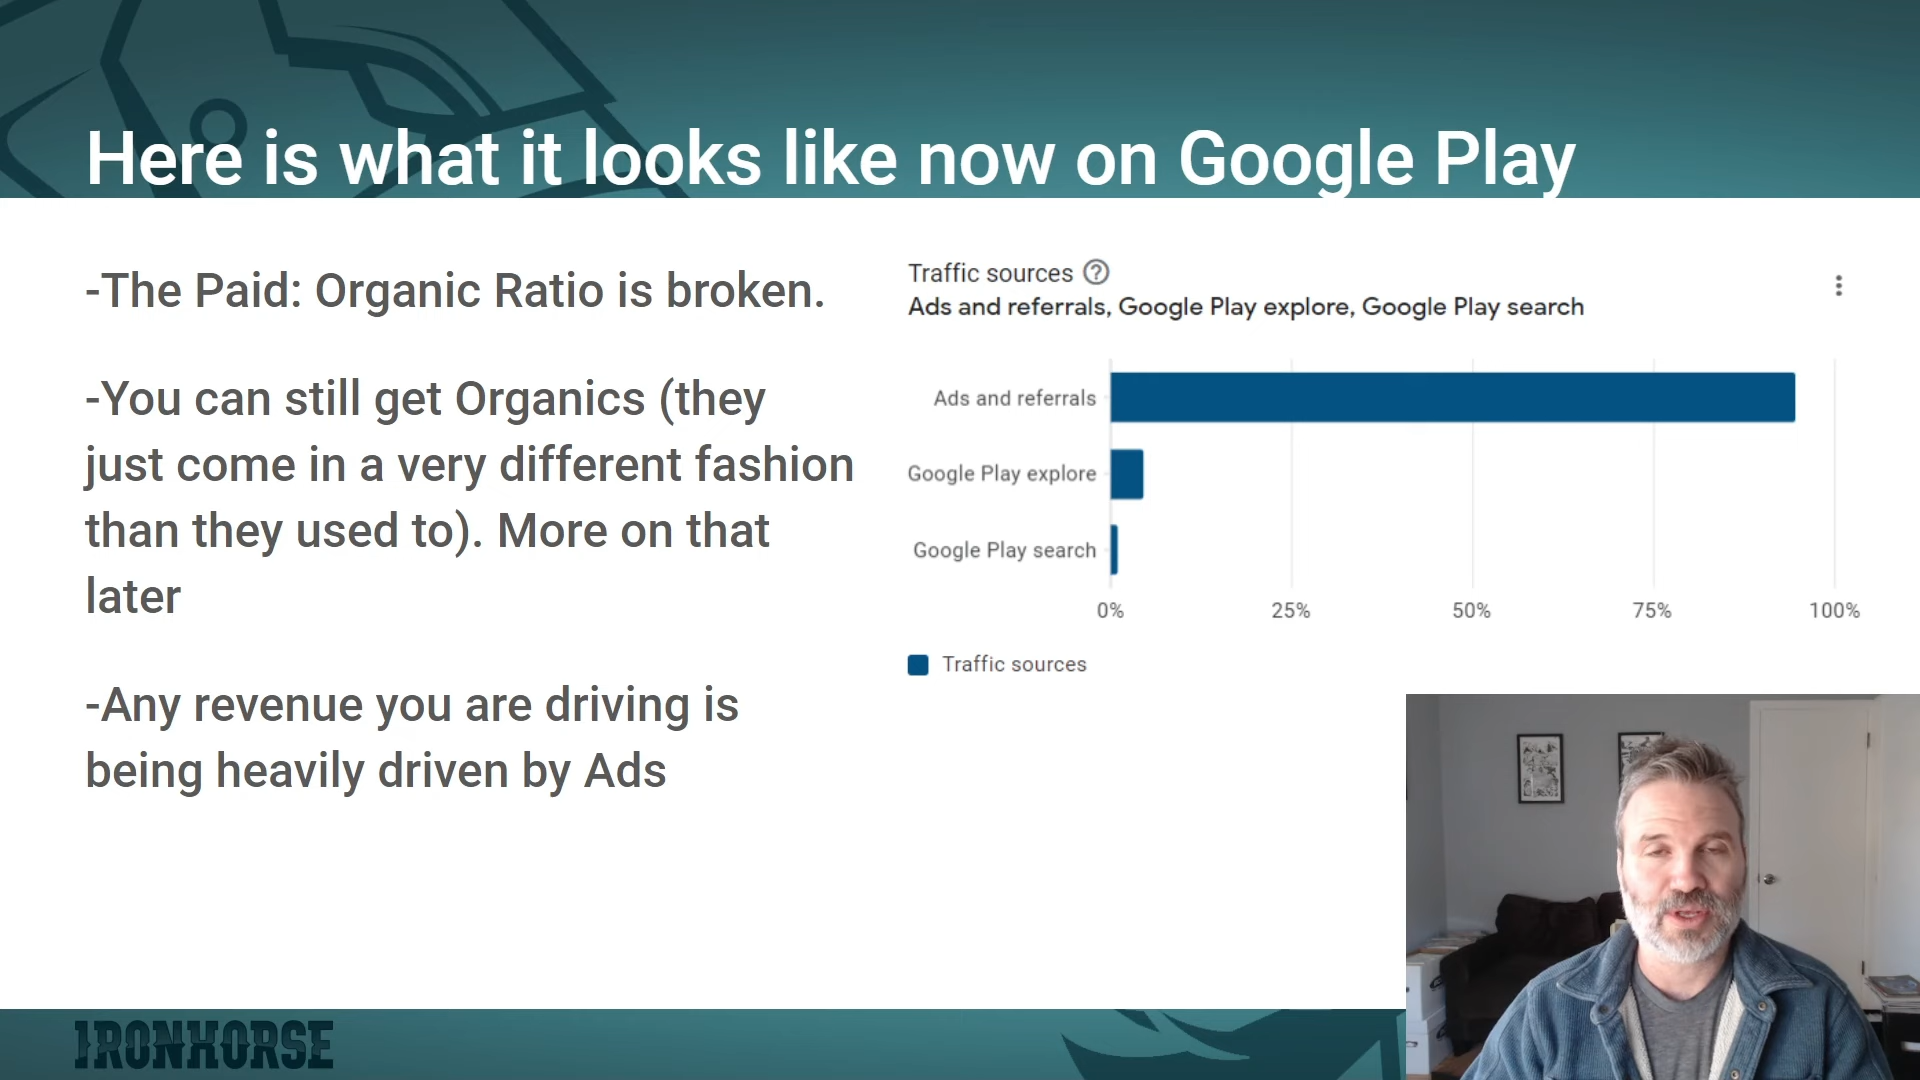 Here is what it looks like now on Google Play
-The Paid: Organic Ratio is broken.
-You can still get Organics (they
just come in a very different fashion
than they used to). More on that
later
-Any revenue you are driving is
being heavily driven by Ads
Traffic sources ?
Ads and referrals, Google Play explore, Google Play search
Ads and referrals
Google Play explore
Google Play search
0% 25% 50% 75% 100%
Traffic sources
IRONHORSE